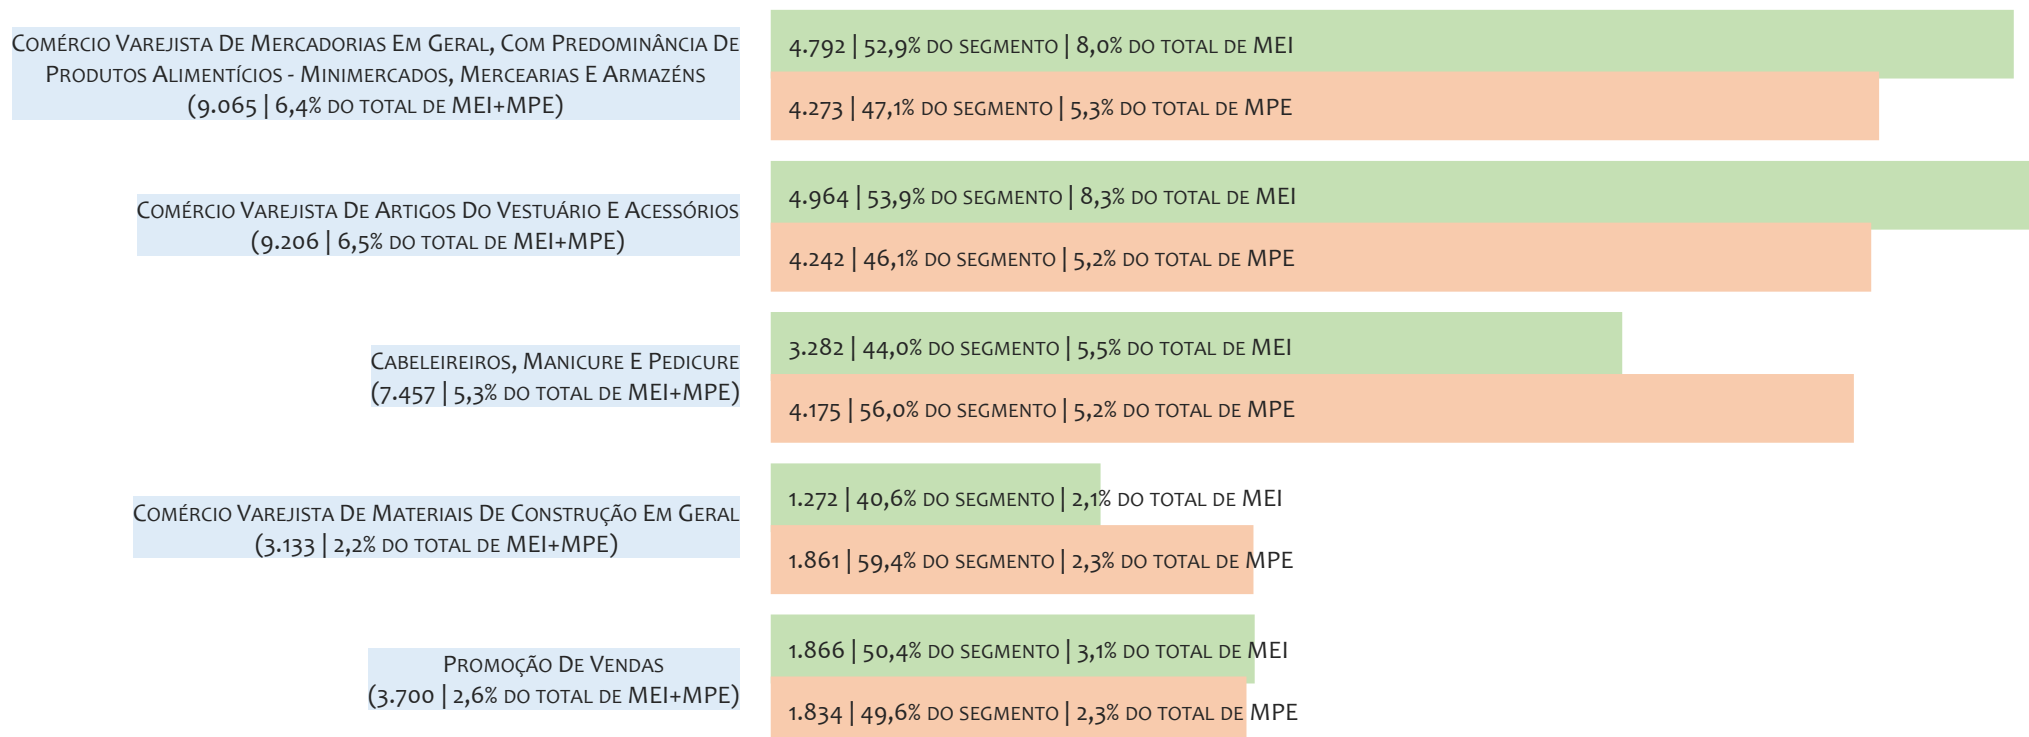 Comércio Varejista De Mercadorias Em Geral, Com Predominância De
Produtos Alimentícios - Minimercados, Mercearias E Armazéns
(9.065 | 6,4% do total de MEI+MPE)
4.792 | 52,9% do segmento | 8,0% do total de MEI
4.273 | 47,1% do segmento | 5,3% do total de MPE
Comércio Varejista De Artigos Do Vestuário E Acessórios
(9.206 | 6,5% do total de MEI+MPE)
4.964 | 53,9% do segmento | 8,3% do total de MEI
4.242 | 46,1% do segmento | 5,2% do total de MPE
Cabeleireiros, Manicure E Pedicure
(7.457 | 5,3% do total de MEI+MPE)
3.282 | 44,0% do segmento | 5,5% do total de MEI
4.175 | 56,0% do segmento | 5,2% do total de MPE
Comércio Varejista De Materiais De Construção Em Geral
(3.133 | 2,2% do total de MEI+MPE)
1.272 | 40,6% do segmento | 2,1% do total de MEI
1.861 | 59,4% do segmento | 2,3% do total de MPE
Promoção De Vendas
(3.700 | 2,6% do total de MEI+MPE)
1.866 | 50,4% do segmento | 3,1% do total de MEI
1.834 | 49,6% do segmento | 2,3% do total de MPE